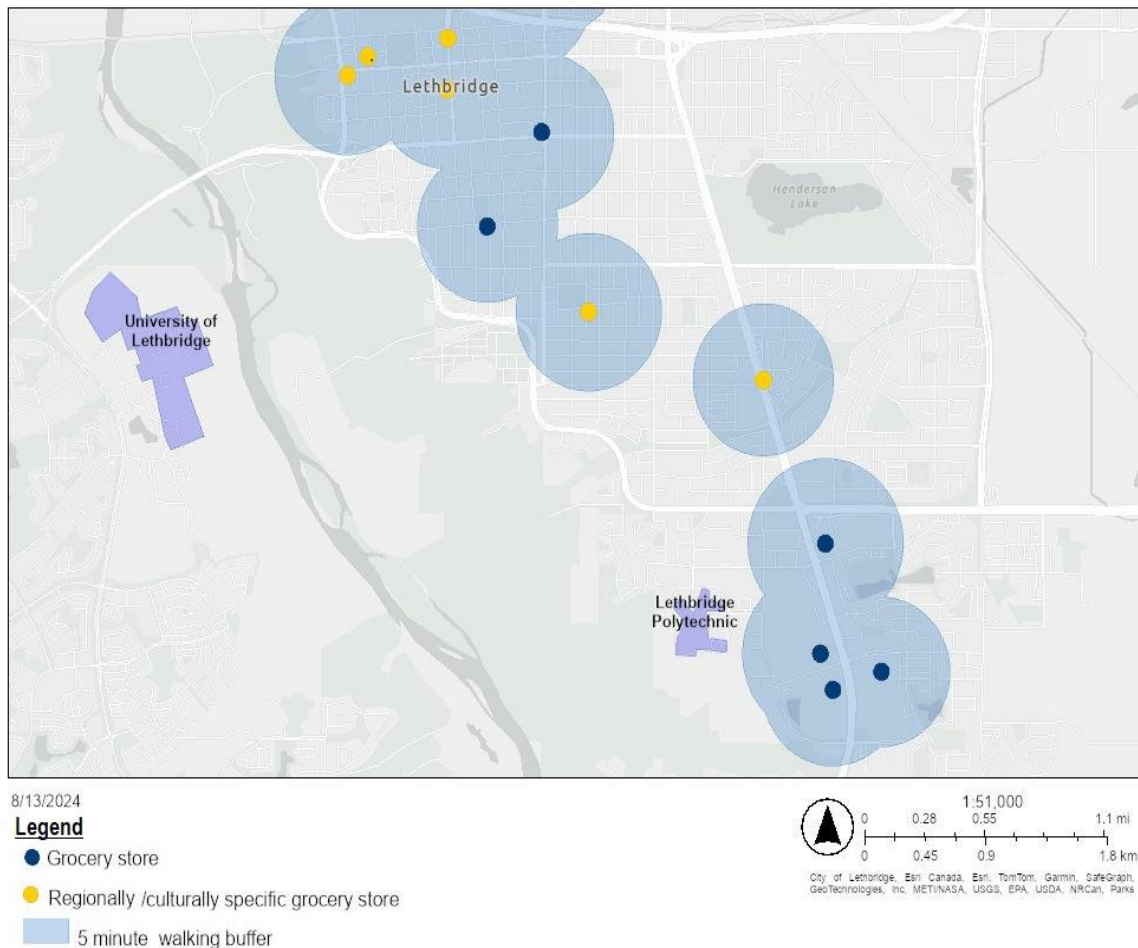 Lethbridge
Henderson
Lake
University of
Lethbridge
Lethbridge
Polytechnic
8/13/2024
Legend
Grocery store
Regionally /culturally specific grocery store
5 minute walking buffer
1:51,000
0 0.28 0.55 1.1 mi
0 0.45 0.9 1.8 km
City of Lethbridge, Esri Canada, Esri, TomTom, Garmin, SafeGraph,
GeoTechnologies, Inc, METI/NASA, USGS, EPA, USDA, NRCan, Parks